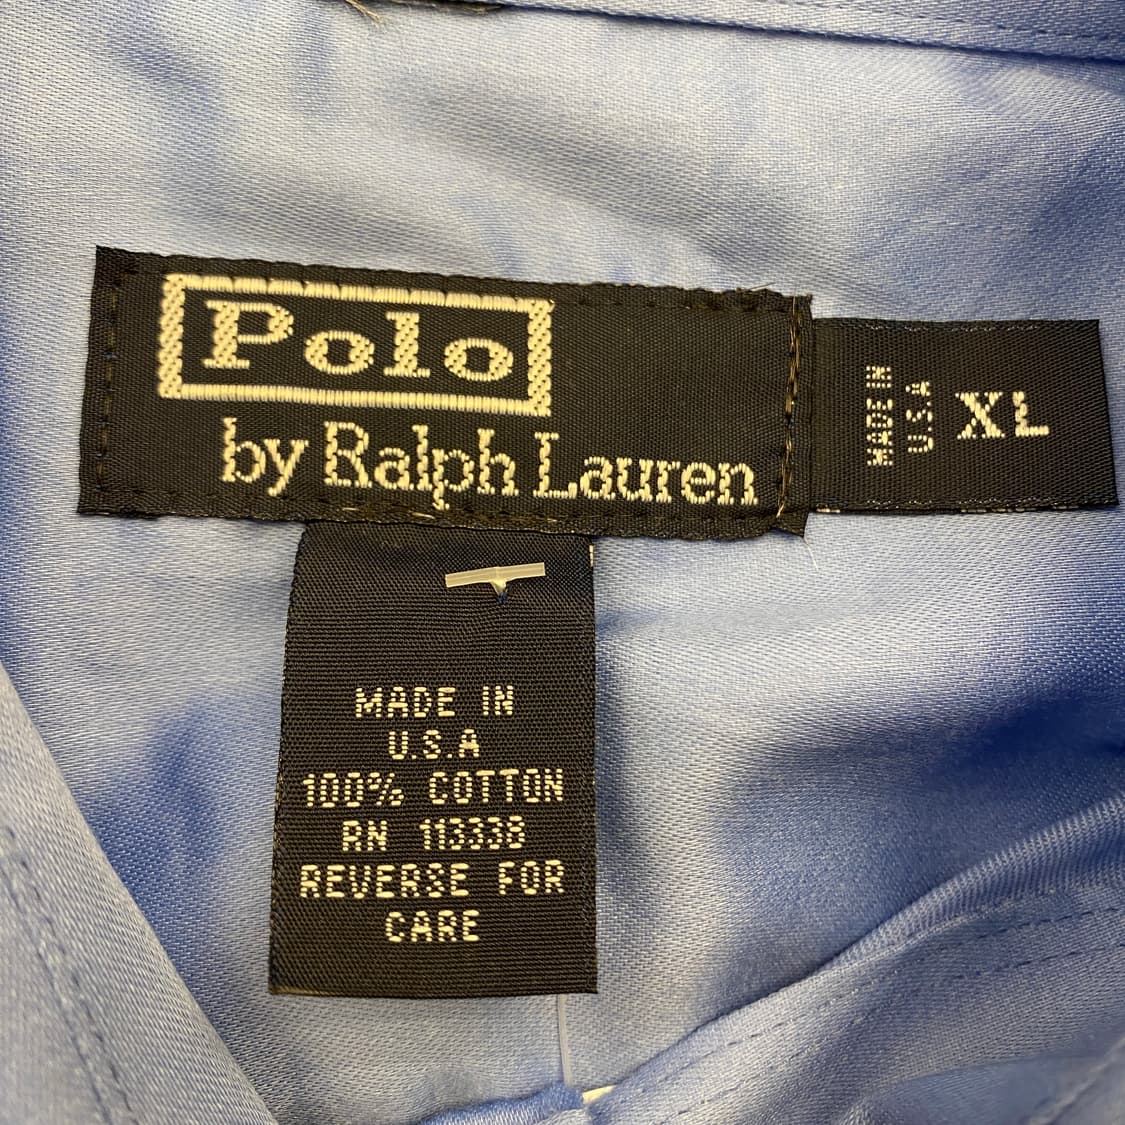 Polo
by Ralph Lauren
MADE IN
U.S.A
XL
MADE IN
U.S.A
100% COTTON
RN 113338
REVERSE FOR
CARE